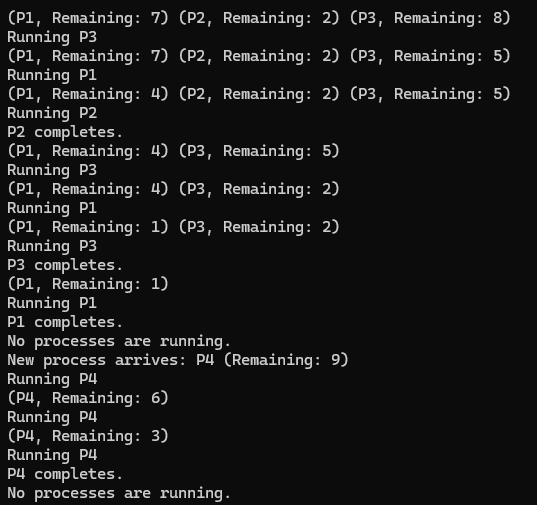 (P1, Remaining: 7) (P2, Remaining: 2) (P3, Remaining: 8)
Running P3
(P1, Remaining: 7) (P2, Remaining: 2) (P3, Remaining: 5)
Running P1
(P1, Remaining: 4) (P2, Remaining: 2) (P3, Remaining: 5)
Running P2
P2 completes.
(P1, Remaining: 4) (P3, Remaining: 5)
Running P3
(P1, Remaining: 4) (P3, Remaining: 2)
Running P1
(P1, Remaining: 1) (P3, Remaining: 2)
Running P3
P3 completes.
(P1, Remaining: 1)
Running P1
P1 completes.
No processes are running.
New process arrives: P4 (Remaining: 9)
Running P4
(P4, Remaining: 6)
Running P4
(P4, Remaining: 3)
Running P4
P4 completes.
No processes are running.